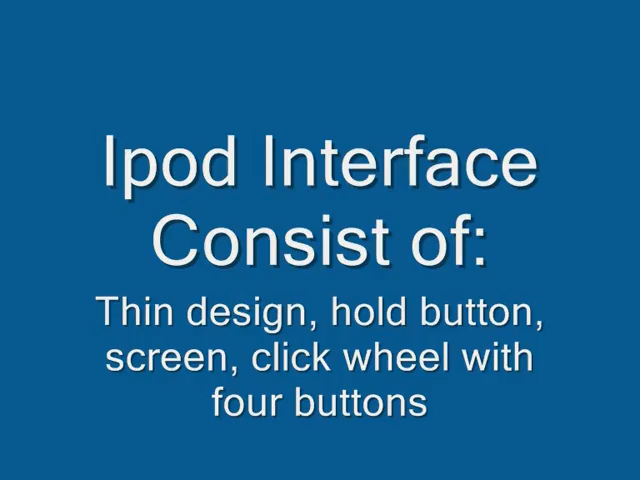 Ipod Interface
Consist of:
Thin design, hold button,
screen, click wheel with
four buttons